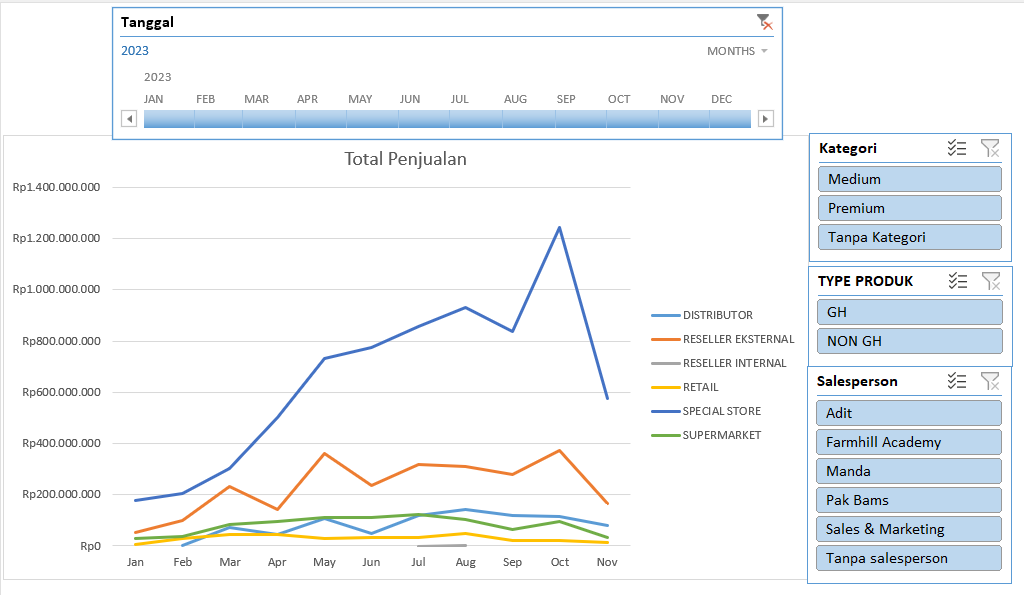 Tanggal
2023
MONTHS
2023
JAN FEB MAR APR MAY JUN JUL AUG SEP OCT NOV DEC
Total Penjualan
Rp1.400.000.000
Rp1.200.000.000
Rp1.000.000.000
Rp800.000.000
Rp600.000.000
Rp400.000.000
Rp200.000.000
Rp0
Jan Feb Mar Apr May Jun Jul Aug Sep Oct Nov
DISTRIBUTOR
RESELLER EKSTERNAL
RESELLER INTERNAL
RETAIL
SPECIAL STORE
SUPERMARKET
Kategori
Medium
Premium
Tanpa Kategori
TYPE PRODUK
GH
NON GH
Salesperson
Adit
Farmhill Academy
Manda
Pak Bams
Sales & Marketing
Tanpa salesperson